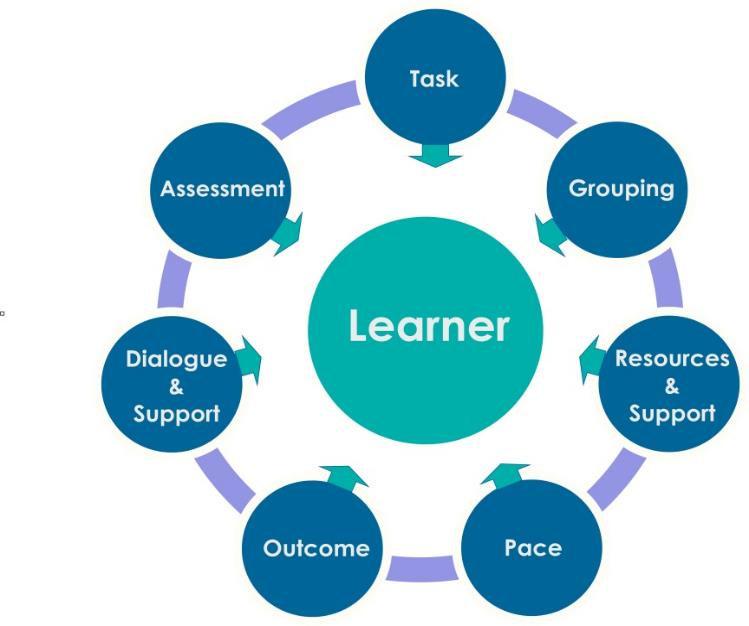 Task
Grouping
Resources
&
Support
Pace
Outcome
Dialogue
&
Support
Assessment
Learner